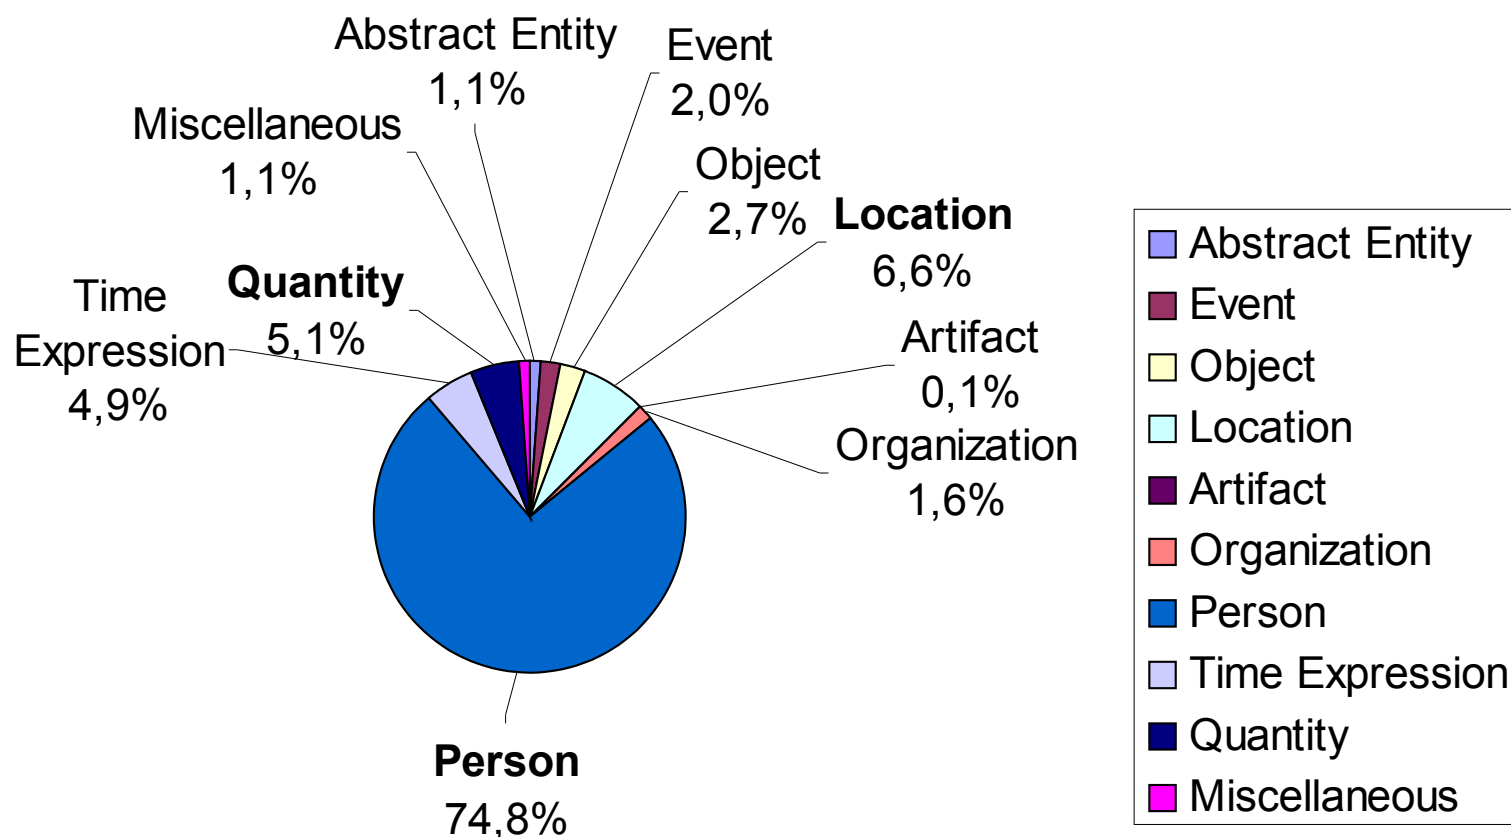 Abstract Entity
1,1%
Event
2,0%
Miscellaneous
1,1%
Object
2,7%
Location
6,6%
Quantity
5,1%
Time
Expression
4,9%
Artifact
0,1%
Organization
1,6%
Person
74,8%
Abstract Entity
Event
Object
Location
Artifact
Organization
Person
Time Expression
Quantity
Miscellaneous